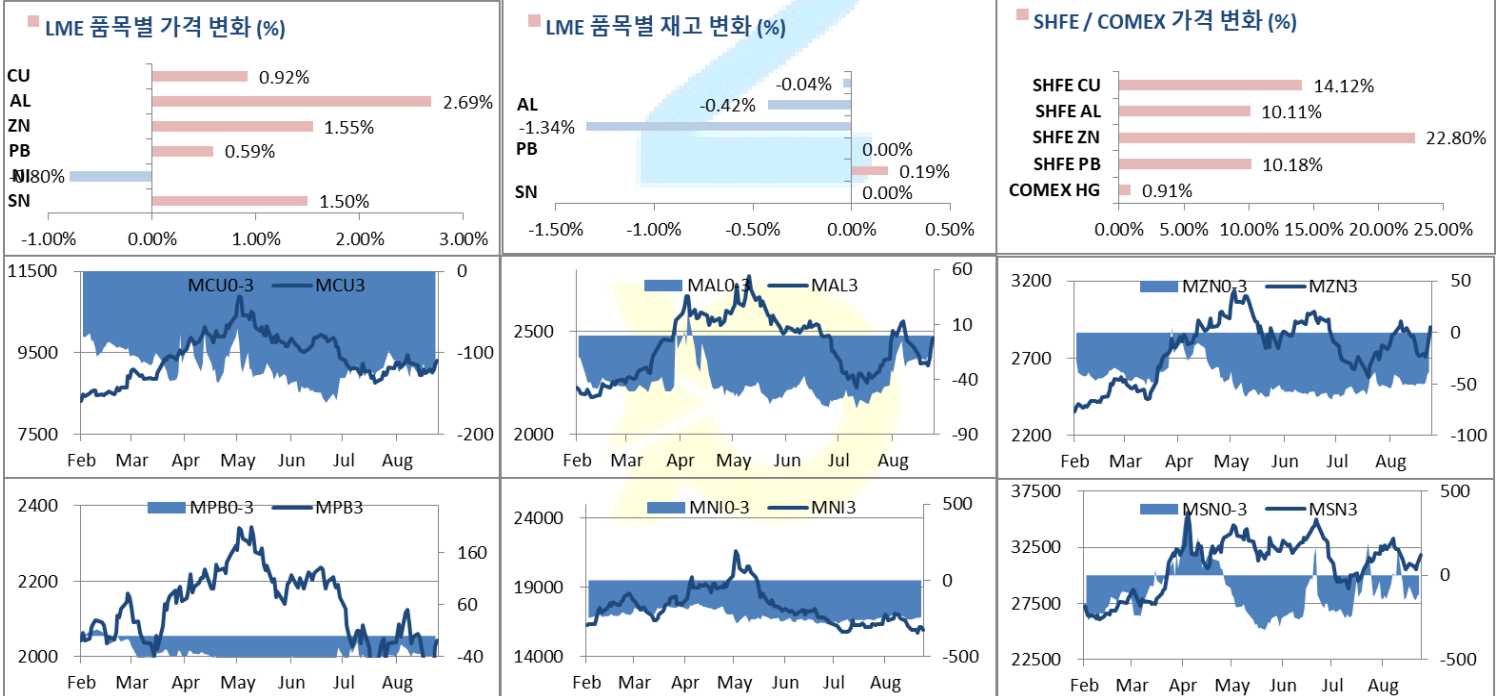 LME 품목별 가격 변화 (%)
CU
0.92%
AL
2.69%
ZN
1.55%
PB
0.59%
NI
-0.80%
SN
1.50%
-1.00% 0.00% 1.00% 2.00% 3.00%
LME 품목별 재고 변화 (%)
-0.04%
AL
-0.42%
-1.34%
PB
0.00%
0.19%
SN
0.00%
-1.50% -1.00% -0.50% 0.00% 0.50%
SHFE / COMEX 가격 변화 (%)
SHFE CU
14.12%
SHFE AL
10.11%
SHFE ZN
22.80%
SHFE PB
10.18%
COMEX HG
0.91%
0.00% 5.00% 10.00% 15.00% 20.00% 25.00%
MCU0-3 MCU3
11500 0
9500 -100
7500 -200
Feb Mar Apr May Jun Jul Aug
MAL0-3 MAL3
60
2500 10
-40
2000 -90
Feb Mar Apr May Jun Jul Aug
MZN0-3 MZN3
3200 50
0
2700
-50
2200 -100
Feb Mar Apr May Jun Jul Aug
MPB0-3 MPB3
2400
160
2200
60
2000 -40
Feb Mar Apr May Jun Jul Aug
MNI0-3 MNI3
500
24000
0
19000
14000 -500
Feb Mar Apr May Jun Jul Aug
MSN0-3 MSN3
37500 500
32500
0
27500
22500 -500
Feb Mar Apr May Jun Jul Aug